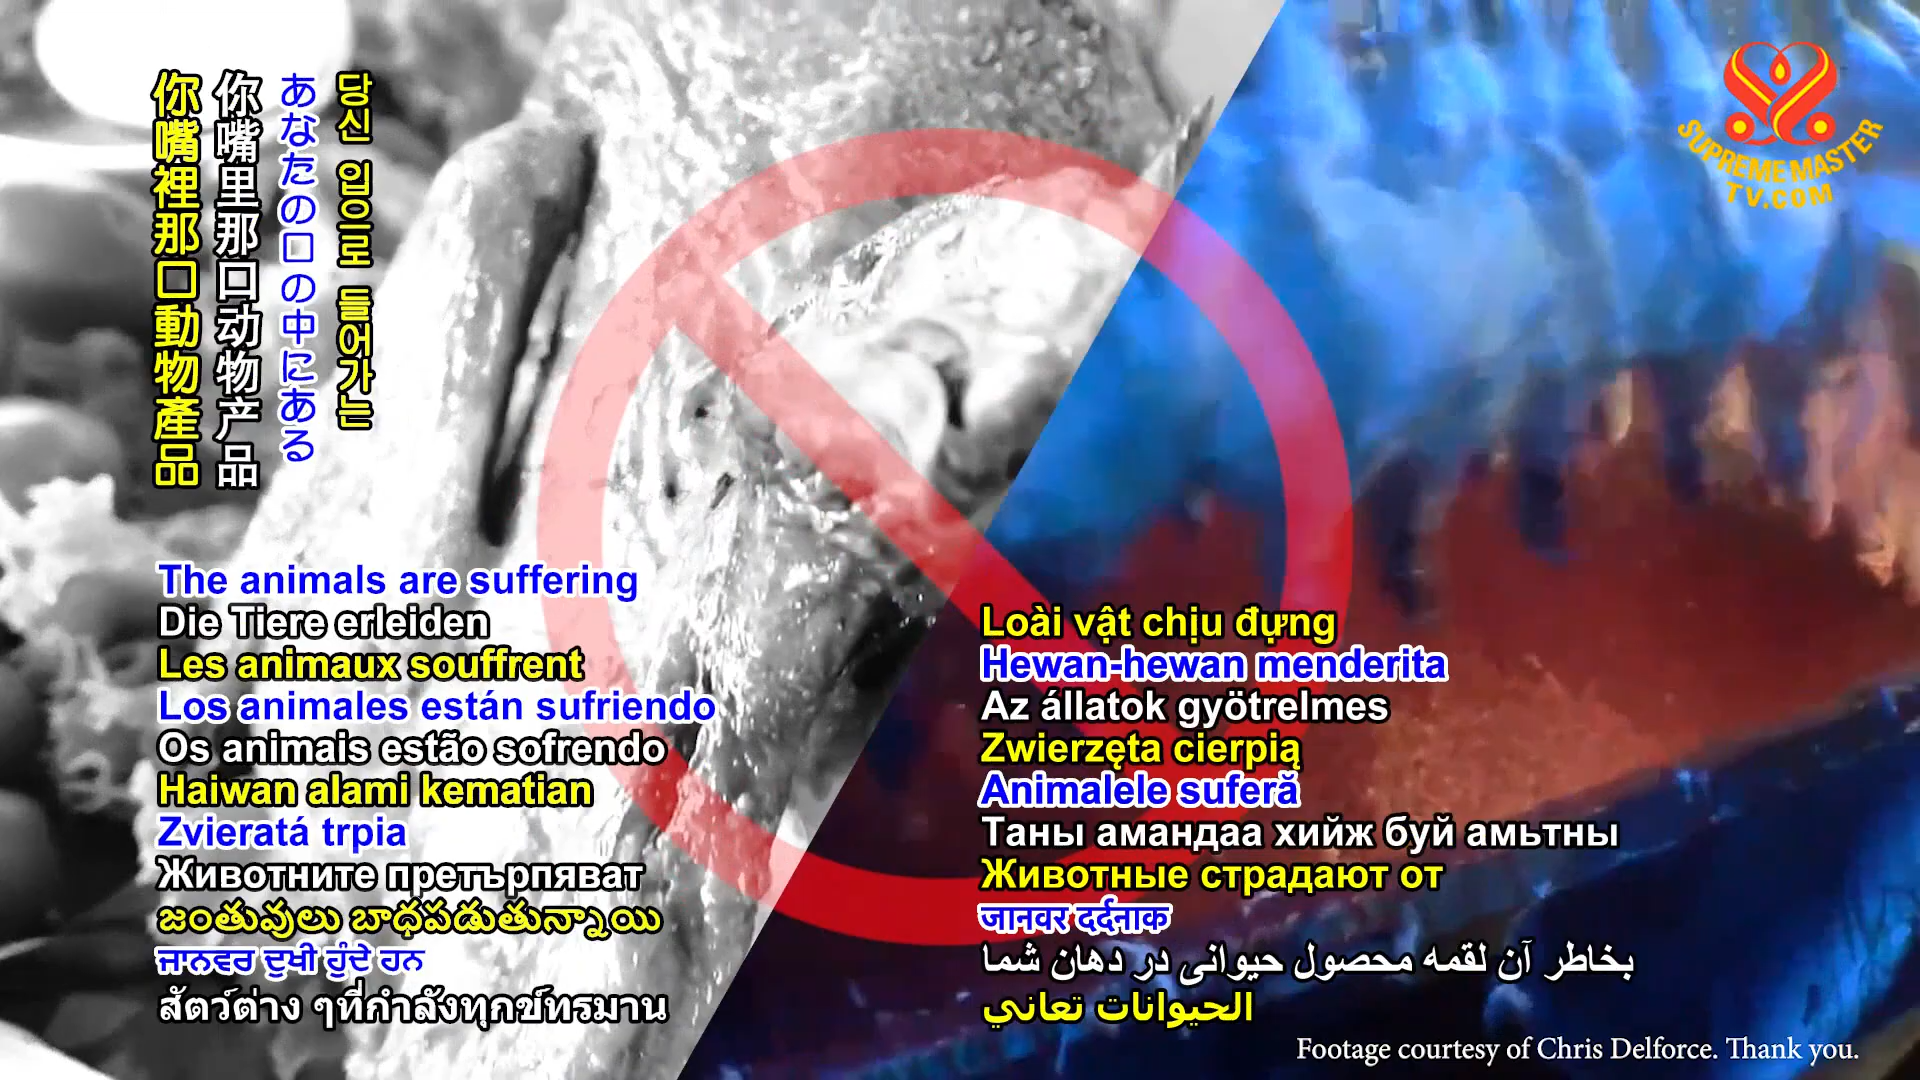 你嘴裡那口動物產品
你嘴里那口动物产品
あなたの口の中にある
당신 입으로 들어가는
SUPREME MASTER
TV.COM
The animals are suffering
Die Tiere erleiden
Les animaux souffrent
Los animales están sufriendo
Os animais estão sofrendo
Haiwan alami kematian
Zvieratá trpia
Животните претърпяват
జంతువులు బాధపడుతున్నాయి
ਜਾਨਵਰ ਦੁਖੀ ਹੁੰਦੇ ਹਨ
สัตว์ต่าง ๆที่กำลังทุกข์ทรมาน
Loài vật chịu đựng
Hewan-hewan menderita
Az állatok gyötrelmes
Zwierzęta cierpią
Animalele suferă
Таны амандаа хийж буй амьтны
Животные страдают от
जानवर दर्दनाक
بخاطر آن لقمه محصول حیوانی در دهان شما
الحيوانات تعاني
Footage courtesy of Chris Delforce. Thank you.